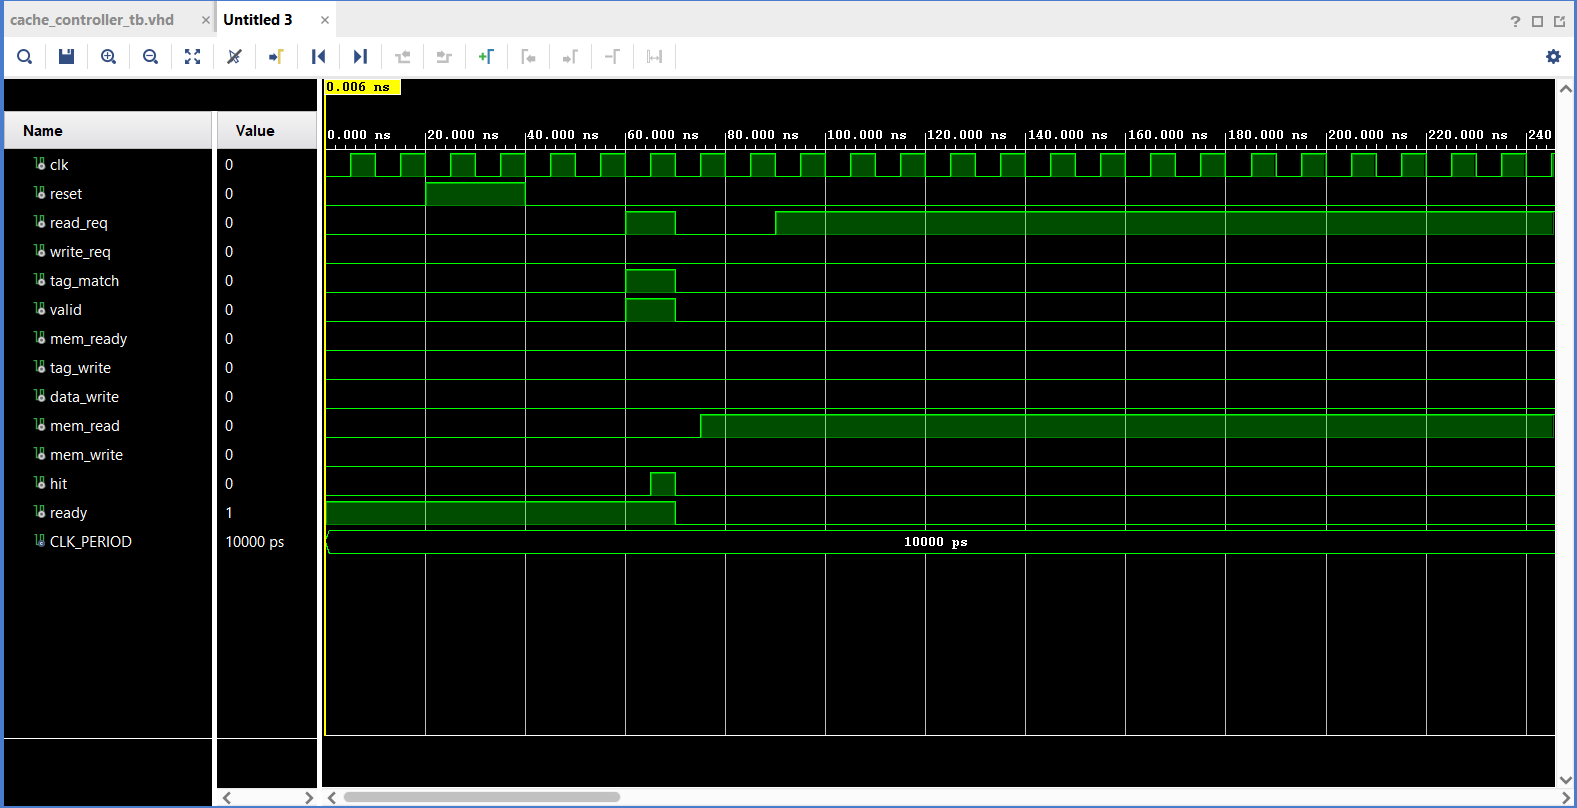 cache_controller_tb.vhd × Untitled 3 ×
?
0.006 ns
Name Value
0.000 ns 20.000 ns 40.000 ns 60.000 ns 80.000 ns 100.000 ns 120.000 ns 140.000 ns 160.000 ns 180.000 ns 200.000 ns 220.000 ns 240
clk 0
reset 0
read_req 0
write_req 0
tag_match 0
valid 0
mem_ready 0
tag_write 0
data_write 0
mem_read 0
mem_write 0
hit 0
ready 1
CLK_PERIOD 10000 ps 10000 ps